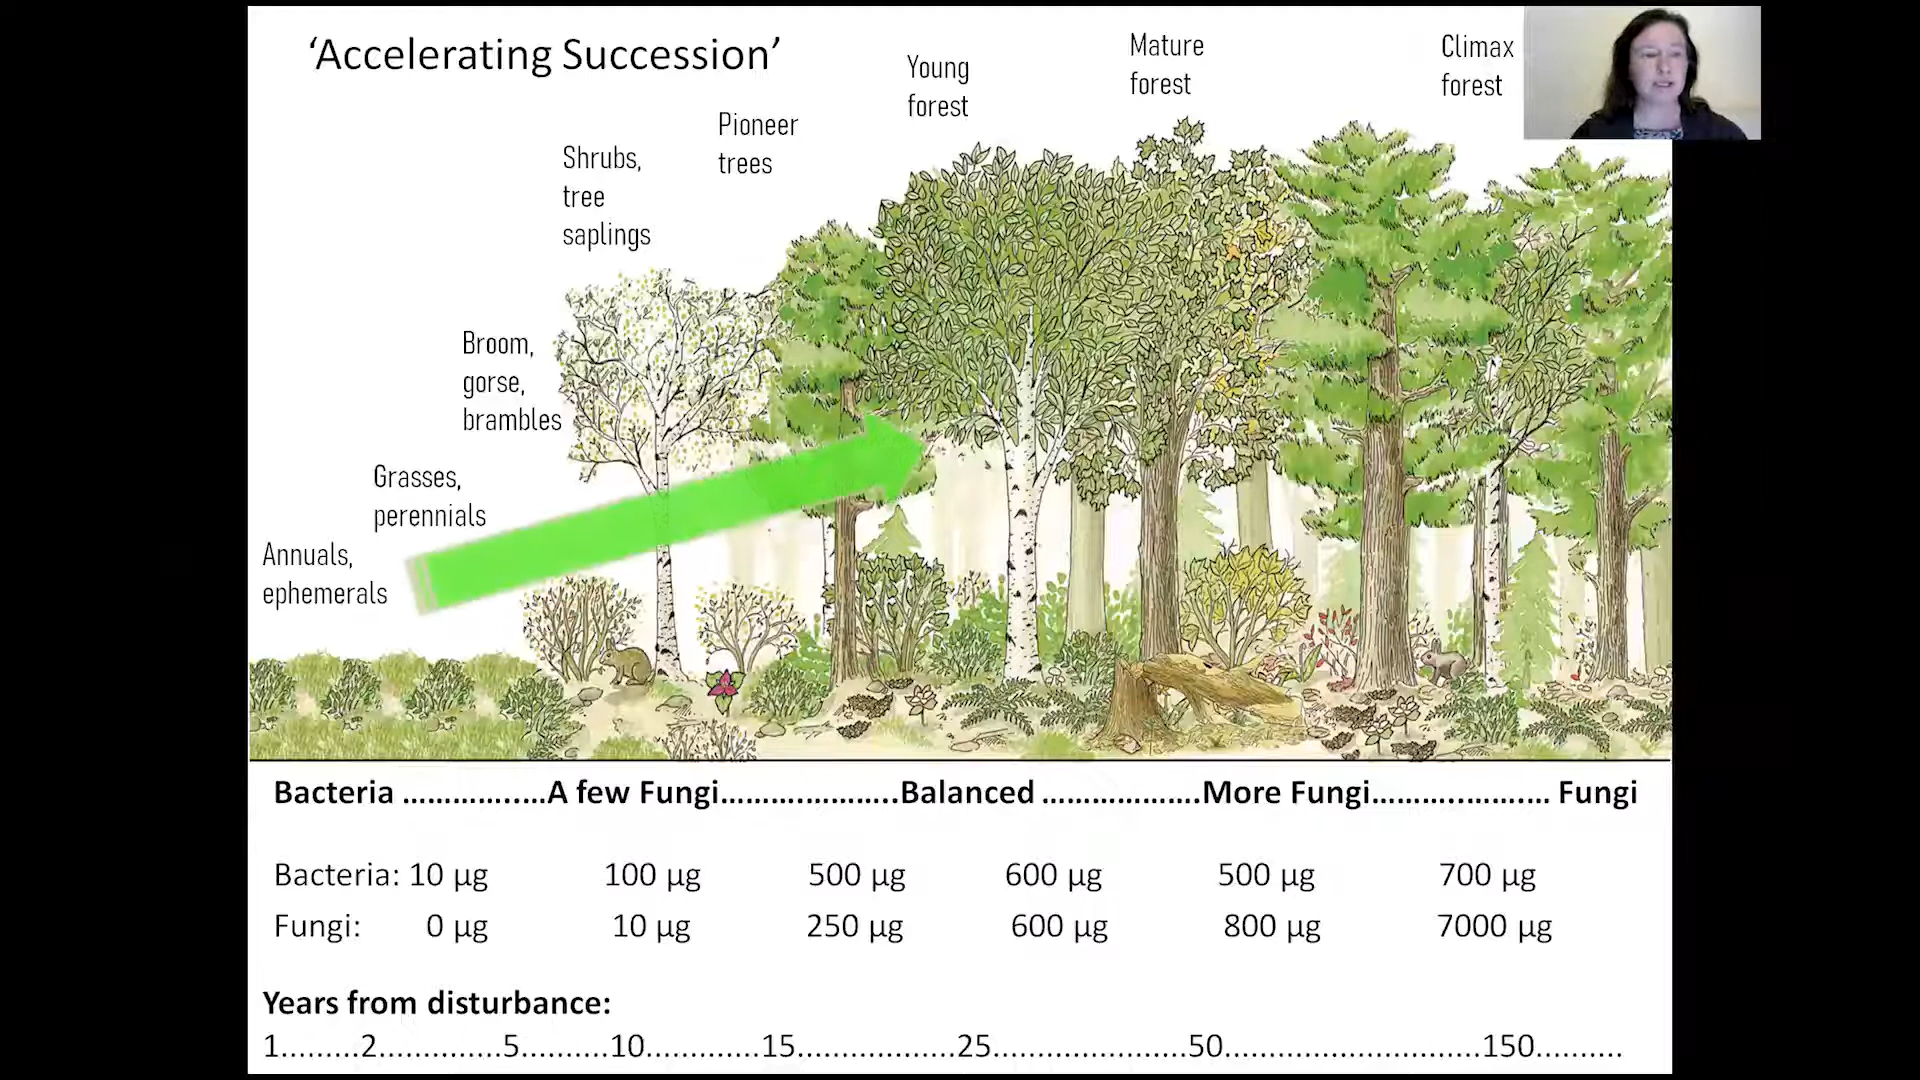 ‘Accelerating Succession’
Annuals,
ephemerals
Grasses,
perennials
Broom,
gorse,
brambles
Shrubs,
tree
saplings
Pioneer
trees
Young
forest
Mature
forest
Climax
forest
Bacteria ………….…A few Fungi……….………..Balanced ……………….More Fungi………..…….… Fungi
Bacteria: 10 µg 100 µg 500 µg 600 µg 500 µg 700 µg
Fungi: 0 µg 10 µg 250 µg 600 µg 800 µg 7000 µg
Years from disturbance:
1.........2..............5.........10.............15..................25......................50.............................150..........